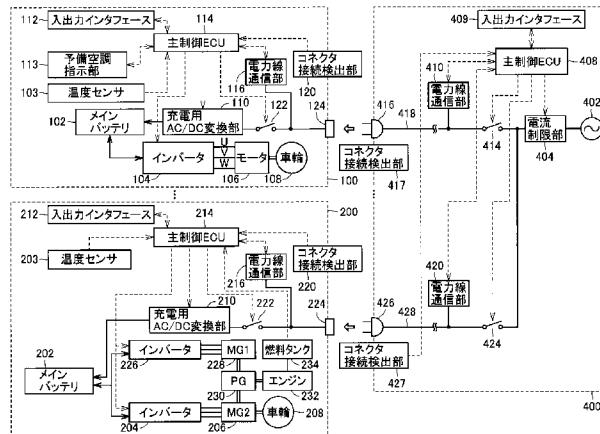 112
入出力インタフェース
114
主制御ECU
113
予備空調
指示部
103
温度センサ
116
電力線
通信部
コネクタ
接続検出部
120
110
充電用
AC/DC変換部
122
124
102
メイン
バッテリ
インバータ
104
U
V
W
モータ
106
車輪
108
100
416
418
コネクタ
接続検出部
417
409
入出力インタフェース
主制御ECU
408
410
電力線
通信部
414
電流
制限部
404
402
212
入出力インタフェース
214
主制御ECU
200
203
温度センサ
216
電力線
通信部
コネクタ
接続検出部
220
210
充電用
AC/DC変換部
222
224
202
メイン
バッテリ
インバータ
226
MG1
228
燃料タンク
234
PG
230
エンジン
232
インバータ
204
MG2
206
車輪
208
426
428
コネクタ
接続検出部
427
420
電力線
通信部
424
400